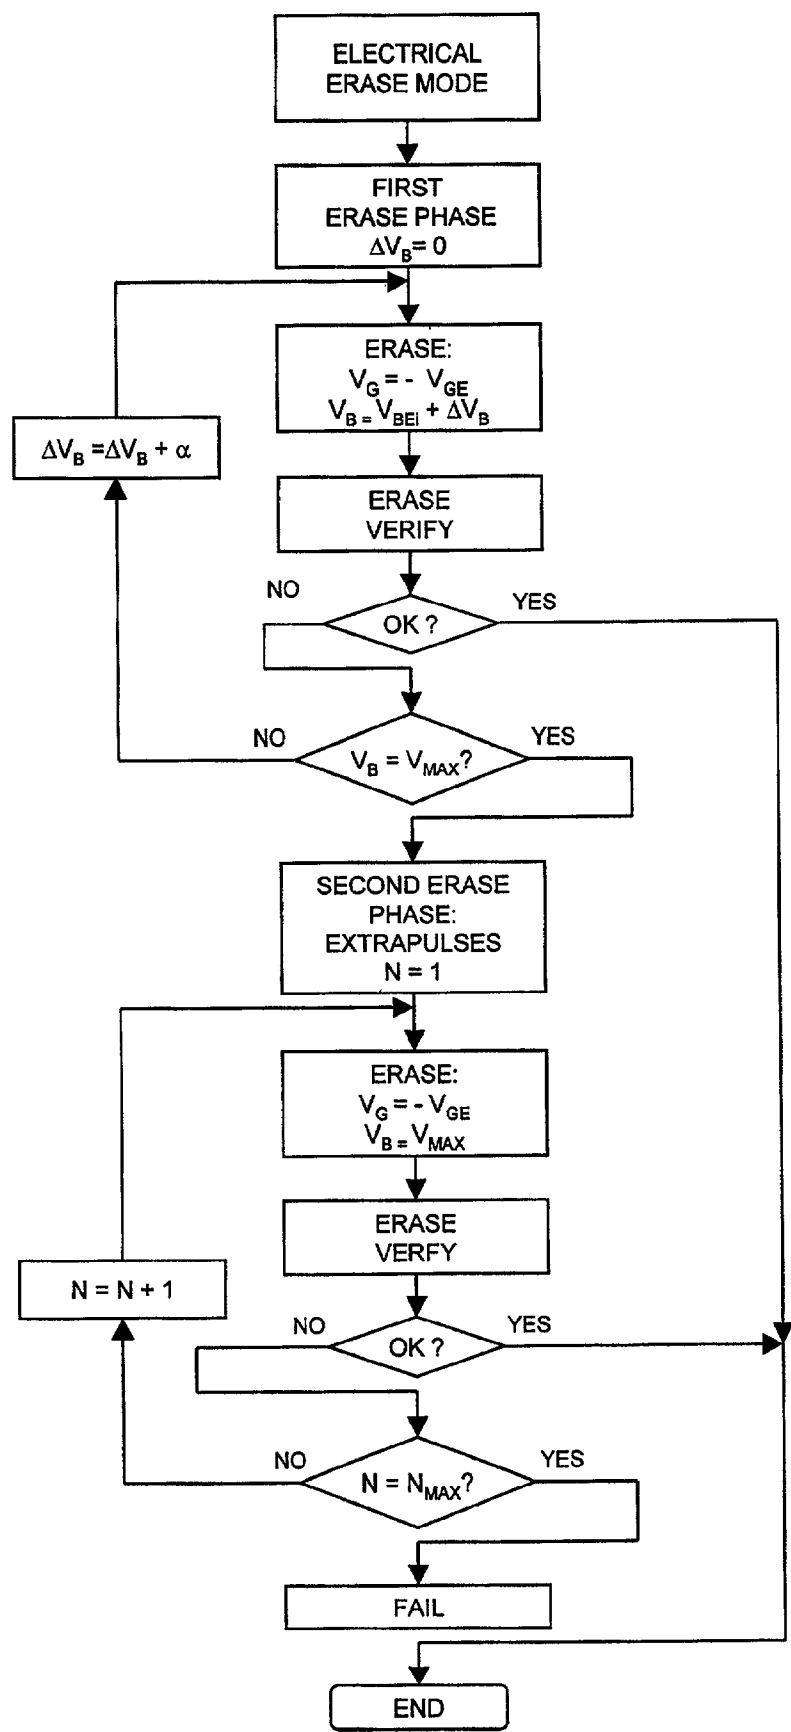 ELECTRICAL
ERASE MODE
FIRST
ERASE PHASE
ΔV_B = 0
ERASE:
V_G = - V_GE
V_B = V_BEI + ΔV_B
ΔV_B =ΔV_B + α
ERASE
VERIFY
NO
YES
OK ?
NO
YES
V_B = V_MAX?
SECOND ERASE
PHASE:
EXTRAPULSES
N = 1
ERASE:
V_G = - V_GE
V_B = V_MAX
ERASE
VERFY
N = N + 1
NO
YES
OK ?
NO
YES
N = N_MAX?
FAIL
END